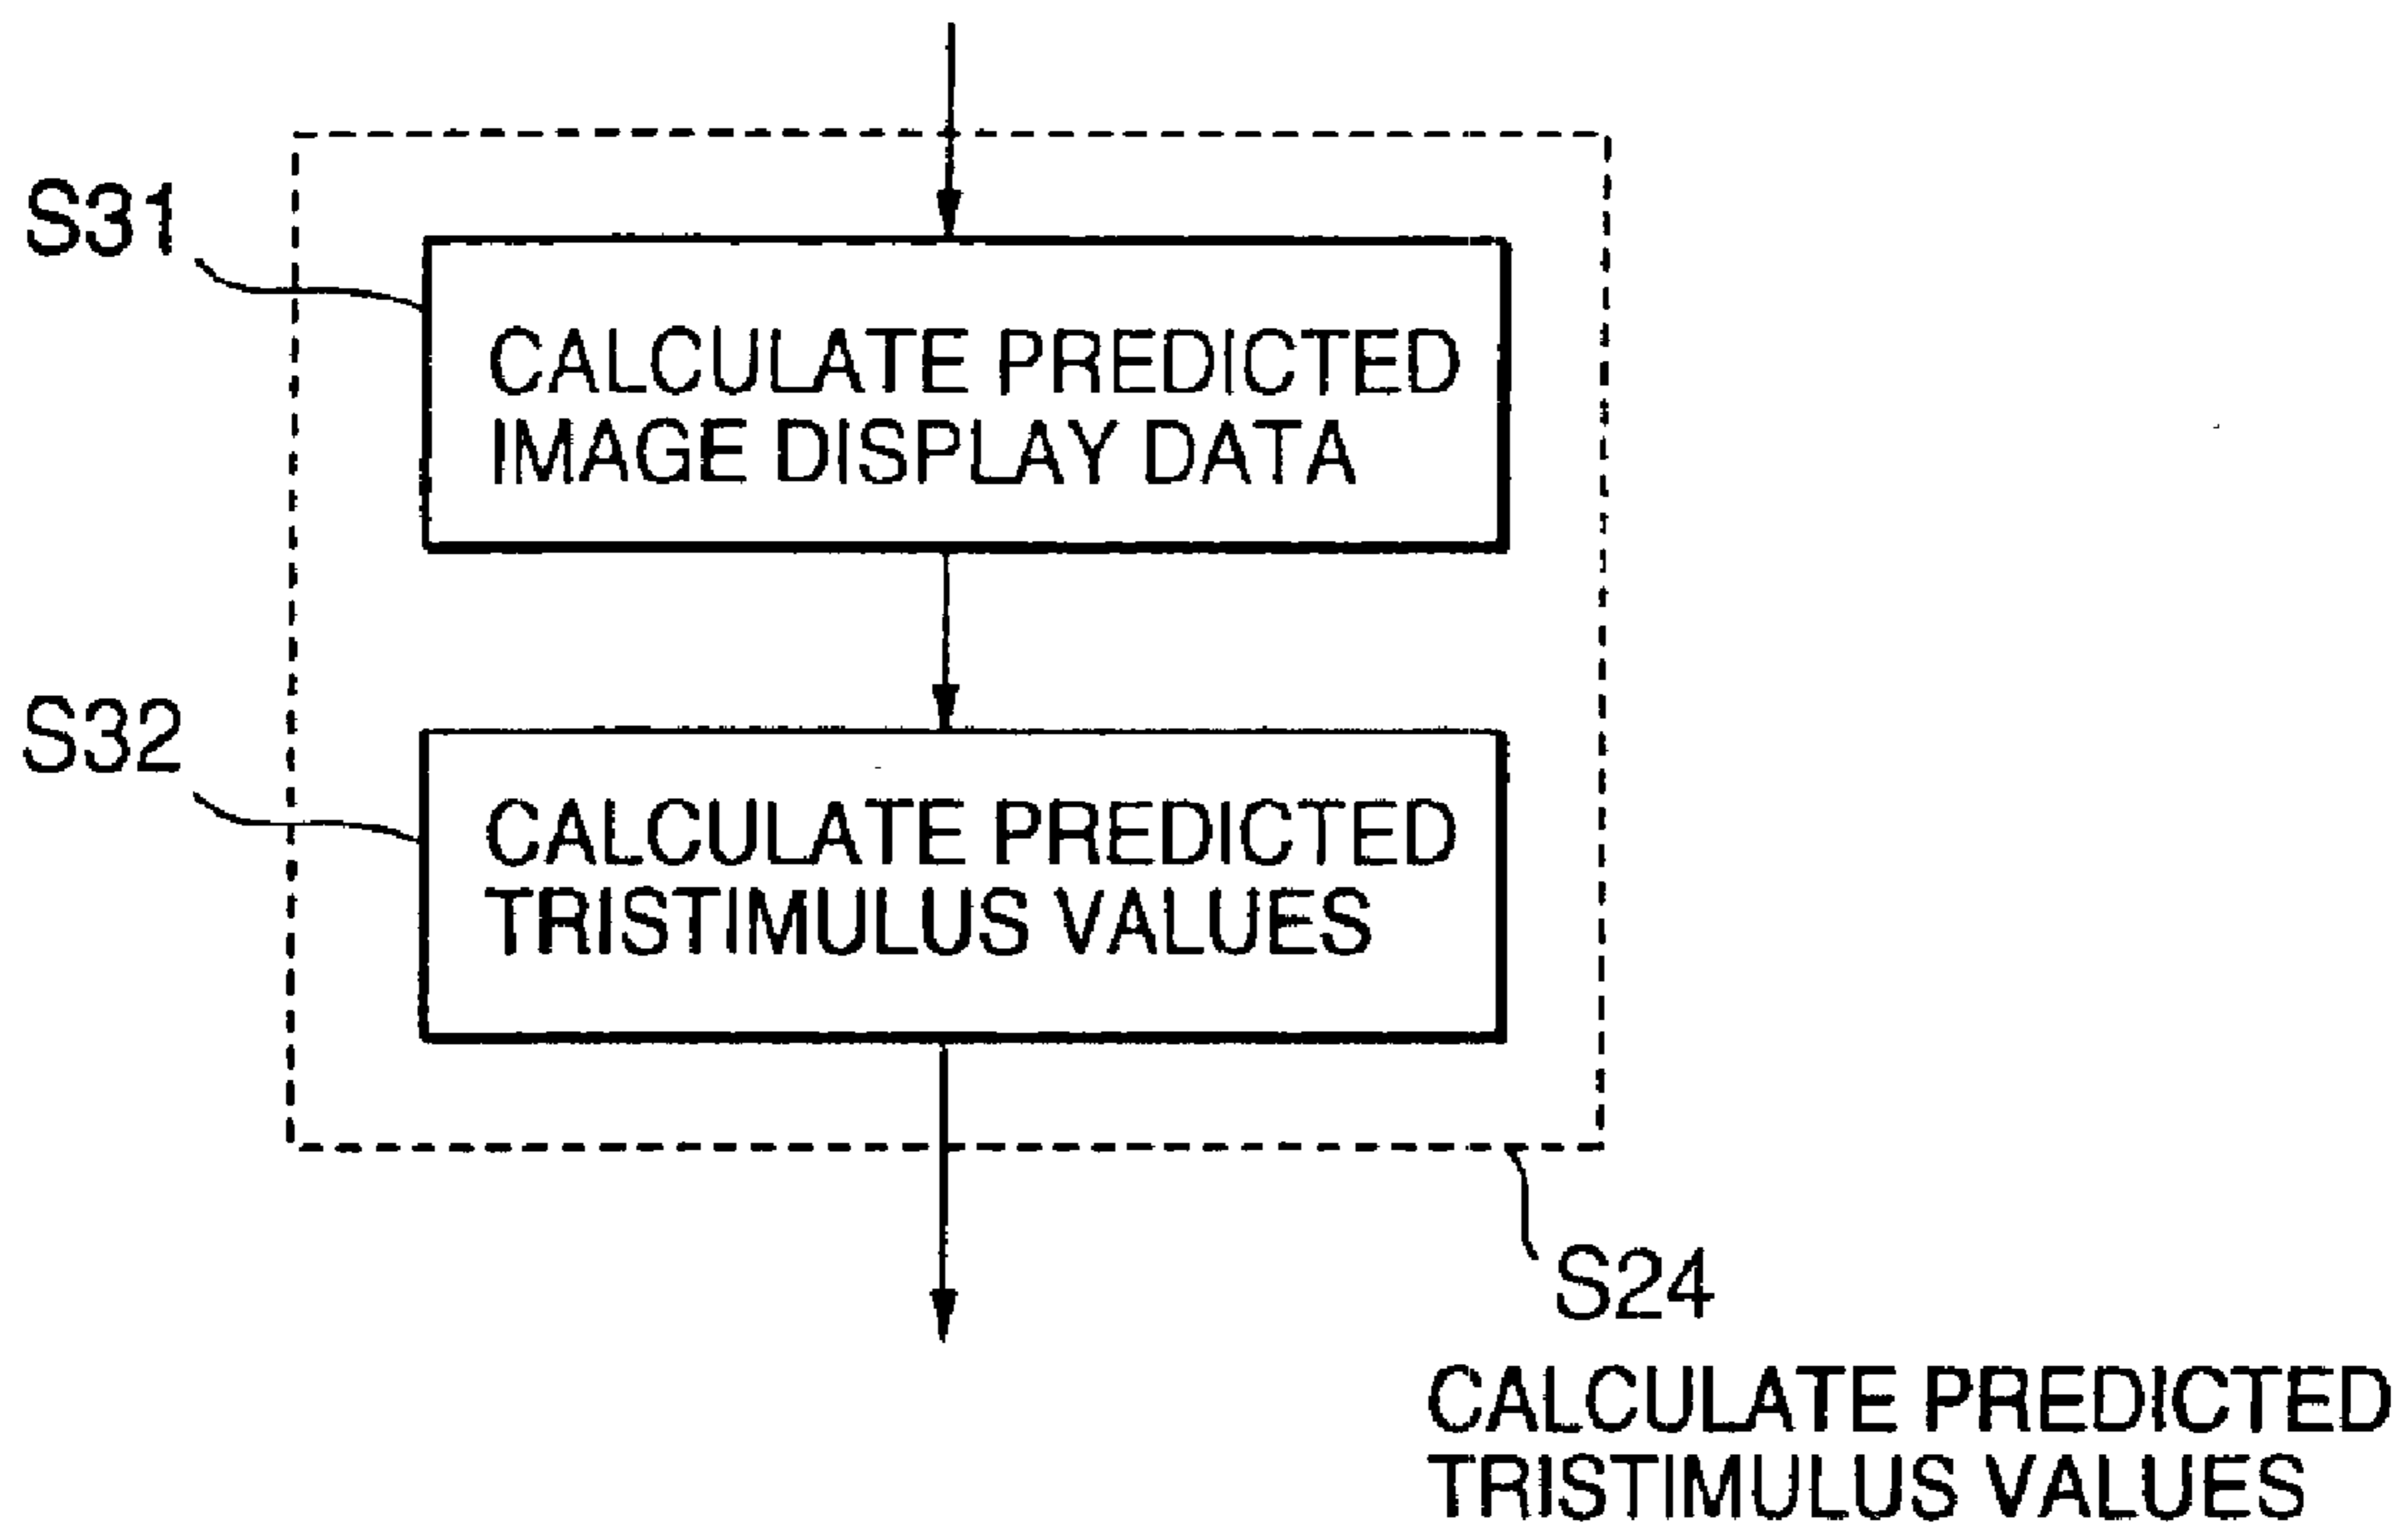 S31
CALCULATE PREDICTED
IMAGE DISPLAY DATA
S32
CALCULATE PREDICTED
TRISTIMULUS VALUES
S24
CALCULATE PREDICTED
TRISTIMULUS VALUES